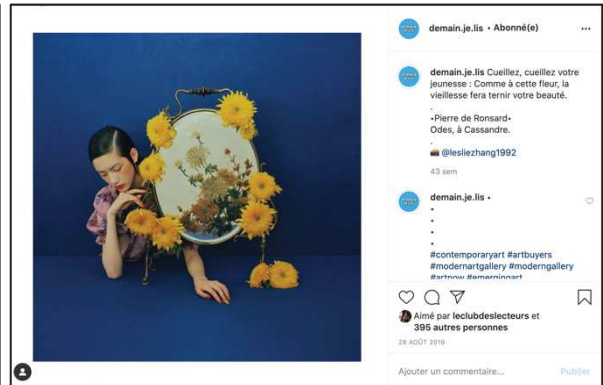 demain.je.lis • Abonné(e)
demain.je.lis Cueillez, cueillez votre
jeunesse : Comme à cette fleur, la
vieillesse fera ternir votre beauté.
.
•Pierre de Ronsard•
Odes, à Cassandre.
.
@lesliezhang1992
43 sem
demain.je.lis •
•
•
•
•
#contemporaryart #artbuyers
#modernartgallery #moderngallery
#artnow #emergingart
Aimé par leclubdeslecteurs et
395 autres personnes
28 AOÛT 2019
Ajouter un commentaire... Publier